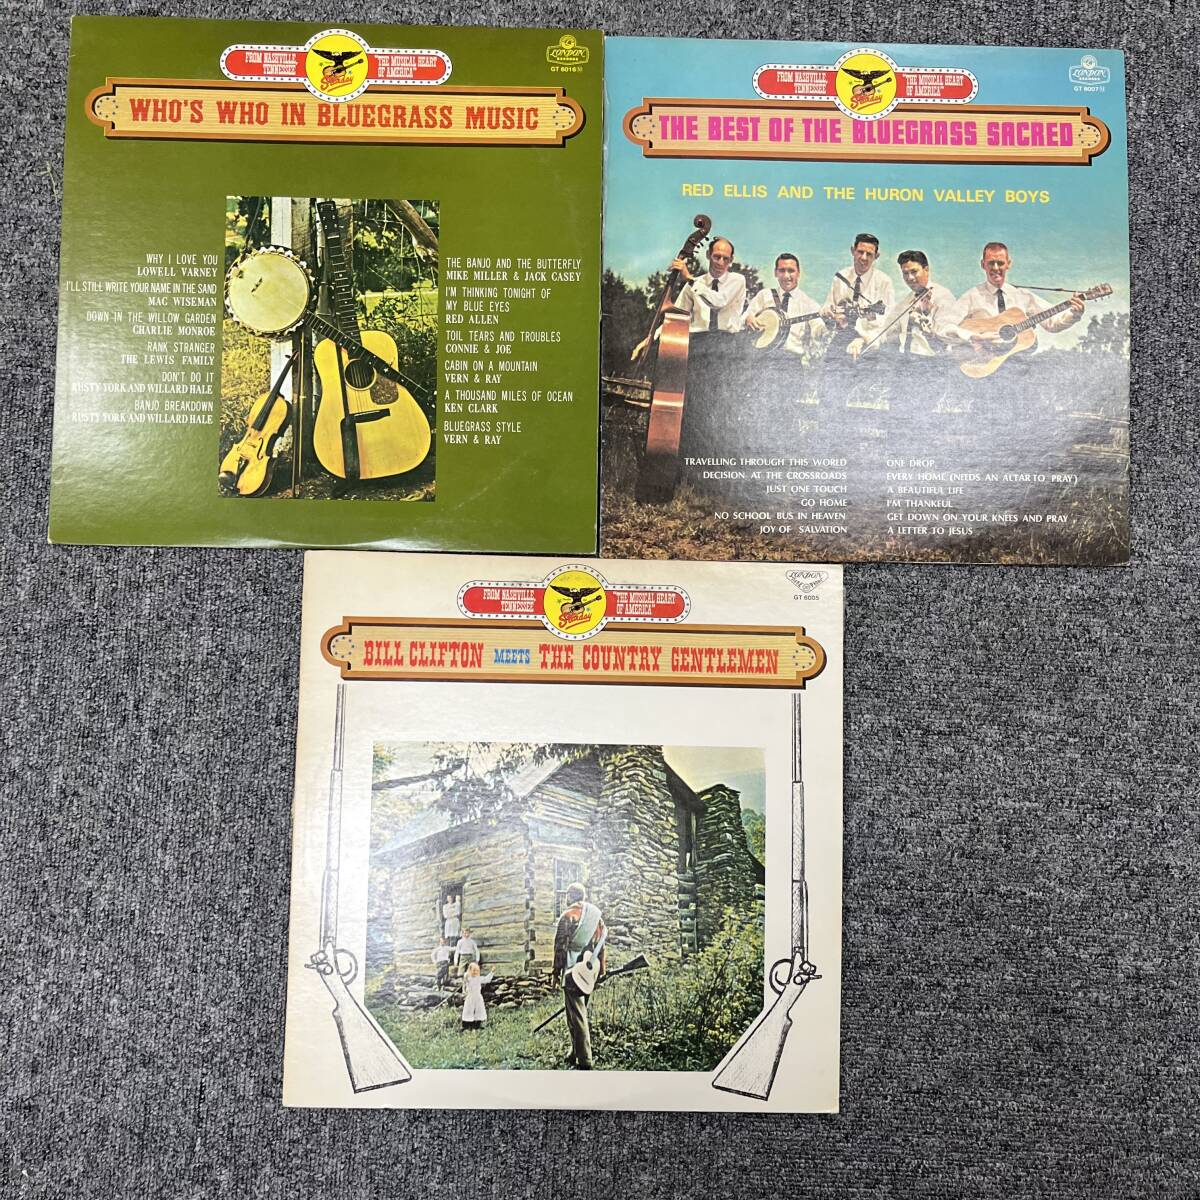 FROM NASHVILLE, TENNESSEE
Starday
"THE MUSICAL HEART OF AMERICA"
LONDON
RECORDS
GT 6016 Ⓜ
WHO'S WHO IN BLUEGRASS MUSIC
WHY I LOVE YOU
LOWELL VARNEY
I'LL STILL WRITE YOUR NAME IN THE SAND
MAC WISEMAN
DOWN IN THE WILLOW GARDEN
CHARLIE MONROE
RANK STRANGER
THE LEWIS FAMILY
DON'T DO IT
RUSTY YORK AND WILLARD HALE
BANJO BREAKDOWN
RUSTY YORK AND WILLARD HALE
THE BANJO AND THE BUTTERFLY
MIKE MILLER & JACK CASEY
I'M THINKING TONIGHT OF
MY BLUE EYES
RED ALLEN
TOIL TEARS AND TROUBLES
CONNIE & JOE
CABIN ON A MOUNTAIN
VERN & RAY
A THOUSAND MILES OF OCEAN
KEN CLARK
BLUEGRASS STYLE
VERN & RAY
FROM NASHVILLE, TENNESSEE
Starday
"THE MUSICAL HEART OF AMERICA"
LONDON
RECORDS
GT 6007 Ⓜ
THE BEST OF THE BLUEGRASS SACRED
RED ELLIS AND THE HURON VALLEY BOYS
TRAVELLING THROUGH THIS WORLD
DECISION AT THE CROSSROADS
JUST ONE TOUCH
GO HOME
NO SCHOOL BUS IN HEAVEN
JOY OF SALVATION
ONE DROP
EVERY HOME (NEEDS AN ALTAR TO PRAY)
A BEAUTIFUL LIFE
I'M THANKFUL
GET DOWN ON YOUR KNEES AND PRAY
A LETTER TO JESUS
FROM NASHVILLE, TENNESSEE
Starday
"THE MUSICAL HEART OF AMERICA"
LONDON
GT 6005
BILL CLIFTON MEETS THE COUNTRY GENTLEMEN